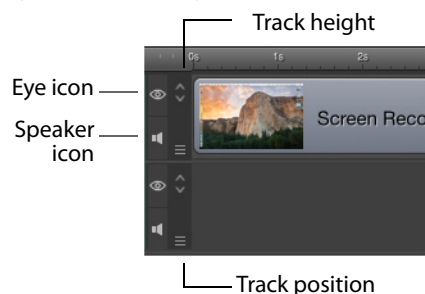 Track height
0s 1s 2s
Eye icon
Speaker
icon
Screen Reco
Track position